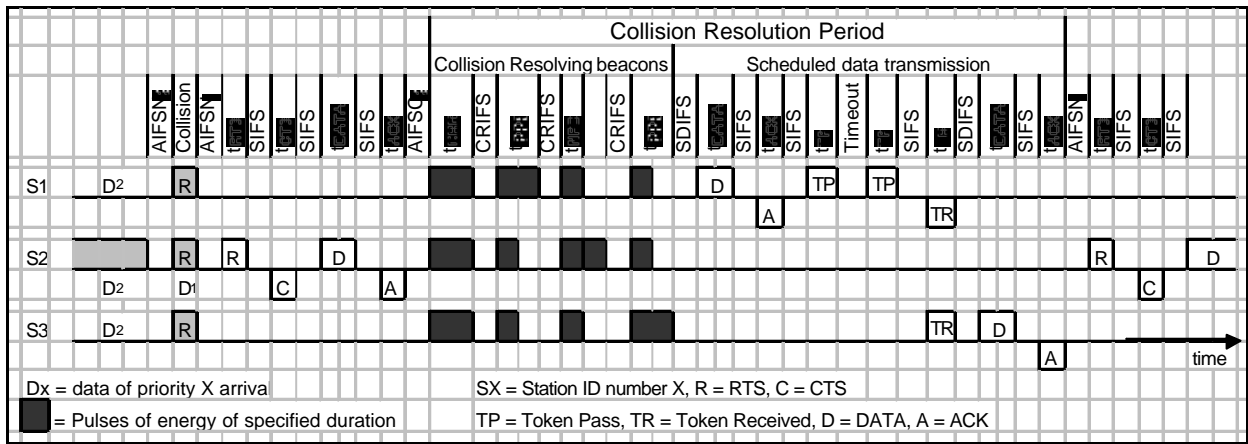 Collision Resolution Period
Collision Resolving beacons
Scheduled data transmission
AIFSN
Collision
AIFSN
SIFS
SIFS
SIFS
CRIFS
CRIFS
CRIFS
SDIFS
SIFS
SIFS
Timeout
SIFS
SDIFS
SIFS
AIFSN
SIFS
SIFS
S1
D2
R
D
TP
TP
A
TR
S2
R
R
D
R
D
D2
D1
C
A
C
S3
D2
R
TR
D
A
time
Dx = data of priority X arrival
SX = Station ID number X, R = RTS, C = CTS
= Pulses of energy of specified duration
TP = Token Pass, TR = Token Received, D = DATA, A = ACK